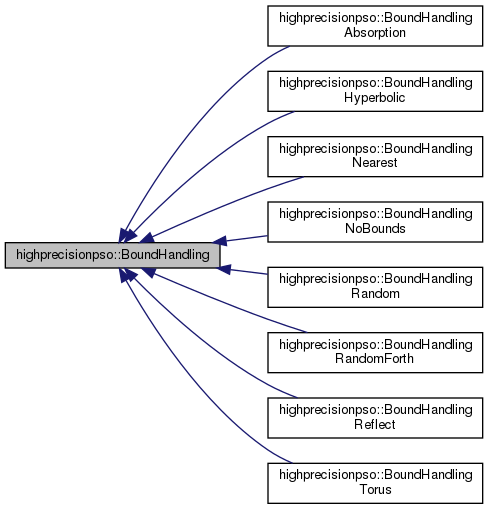 highprecisionpso::BoundHandling
Absorption
highprecisionpso::BoundHandling
Hyperbolic
highprecisionpso::BoundHandling
Nearest
highprecisionpso::BoundHandling
NoBounds
highprecisionpso::BoundHandling
highprecisionpso::BoundHandling
Random
highprecisionpso::BoundHandling
RandomForth
highprecisionpso::BoundHandling
Reflect
highprecisionpso::BoundHandling
Torus